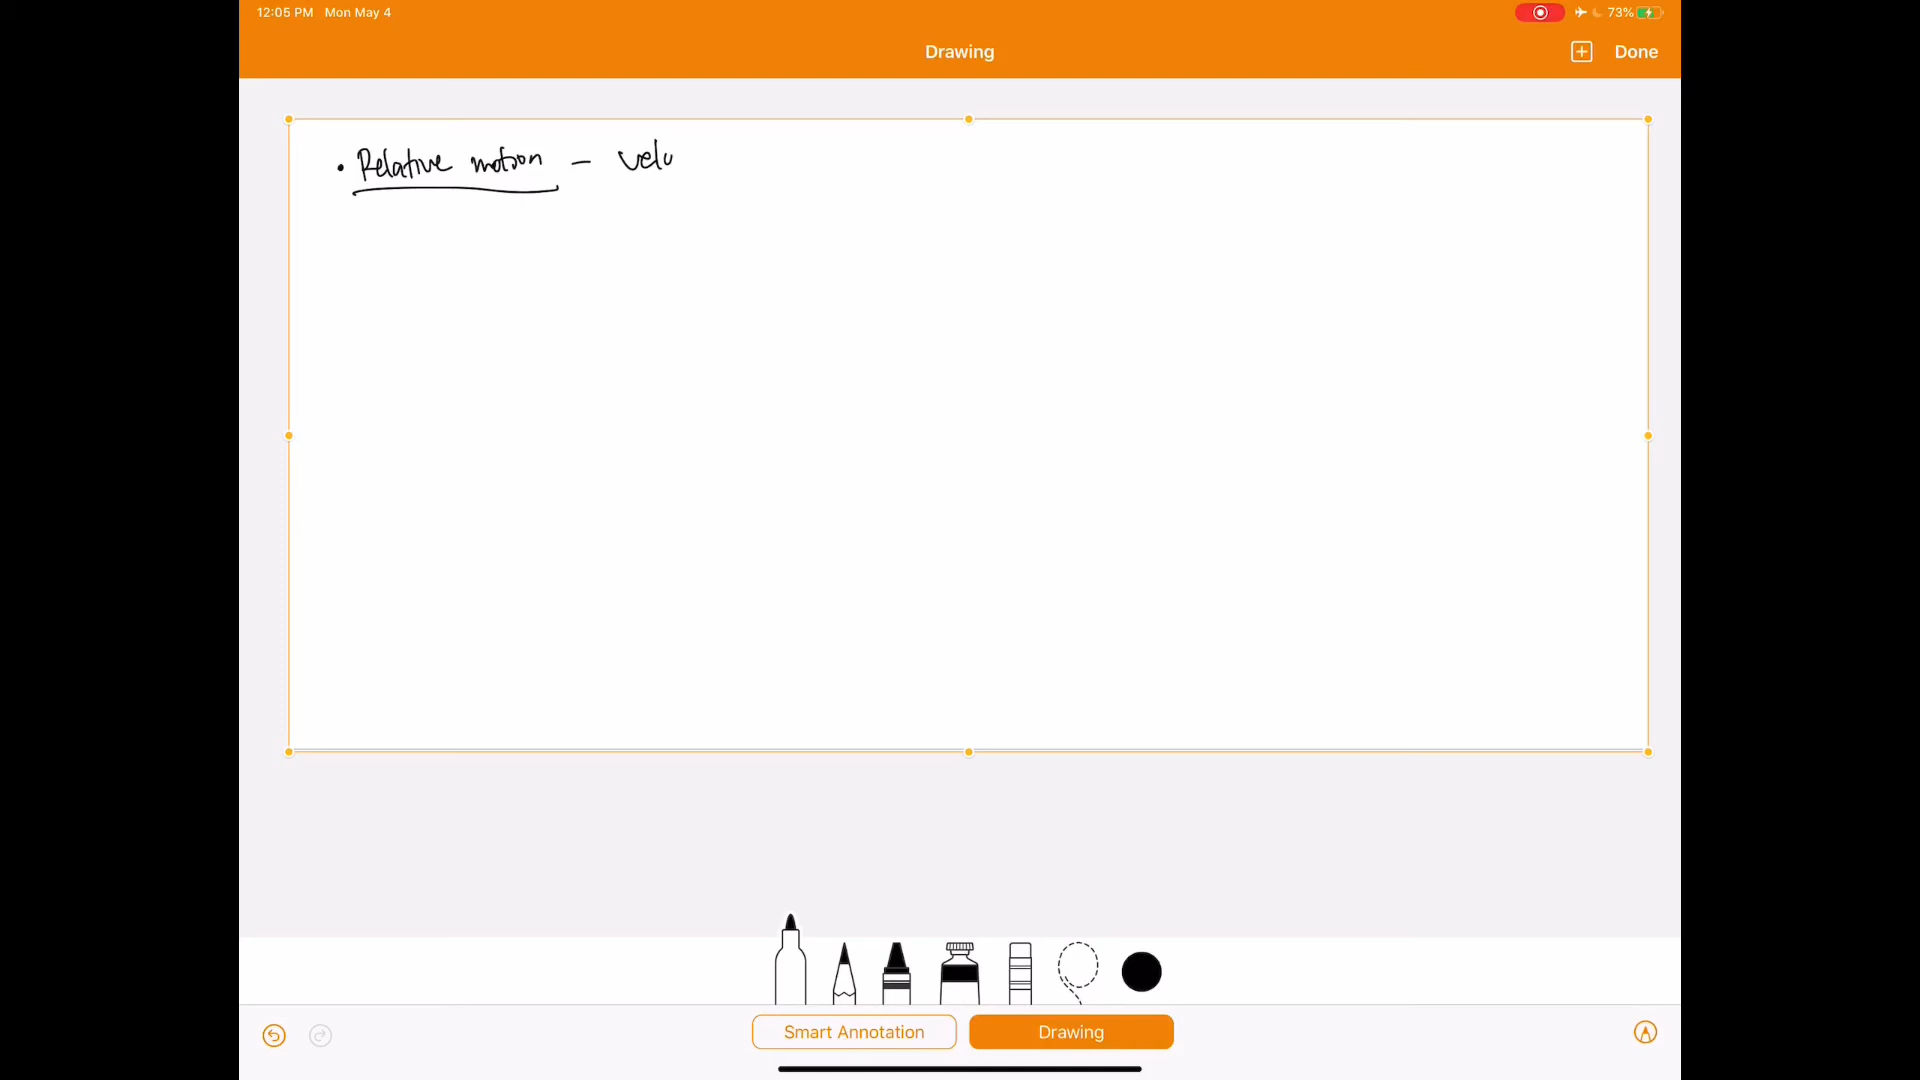 12:05 PM Mon May 4
73%
Drawing
Done
• Relative motion – velo
Smart Annotation
Drawing